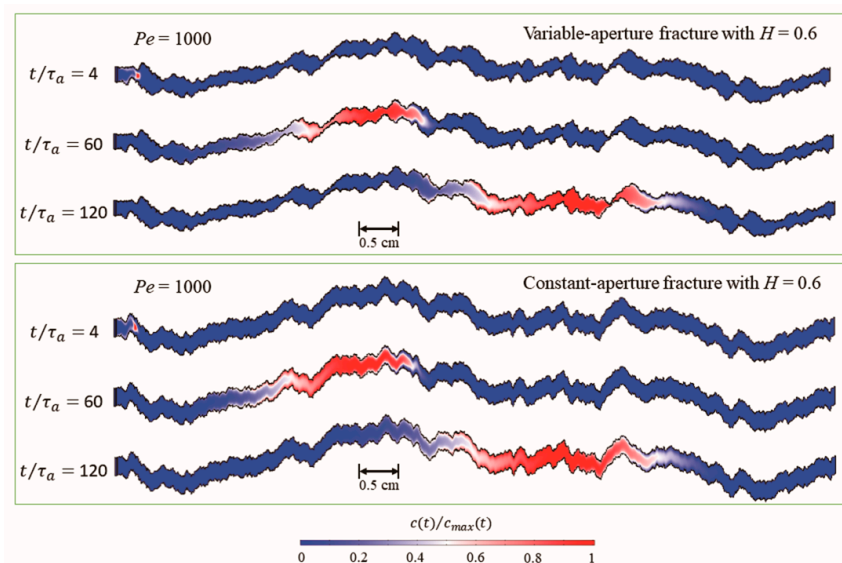 Pe = 1000
Variable-aperture fracture with H = 0.6
t/τₐ = 4
t/τₐ = 60
t/τₐ = 120
0.5 cm
Pe = 1000
Constant-aperture fracture with H = 0.6
t/τₐ = 4
t/τₐ = 60
t/τₐ = 120
0.5 cm
c(t)/cₘₐₓ(t)
0 0.2 0.4 0.6 0.8 1